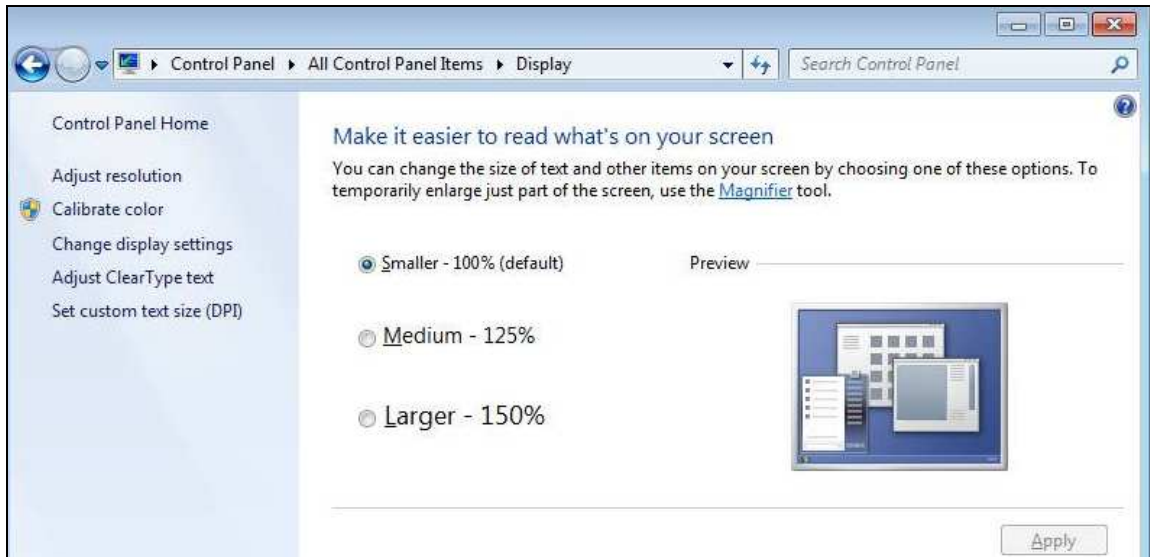 Control Panel ▸ All Control Panel Items ▸ Display
Search Control Panel
Control Panel Home
Adjust resolution
Calibrate color
Change display settings
Adjust ClearType text
Set custom text size (DPI)
Make it easier to read what's on your screen
You can change the size of text and other items on your screen by choosing one of these options. To
temporarily enlarge just part of the screen, use the Magnifier tool.
Smaller - 100% (default)
Preview
Medium - 125%
Larger - 150%
Apply